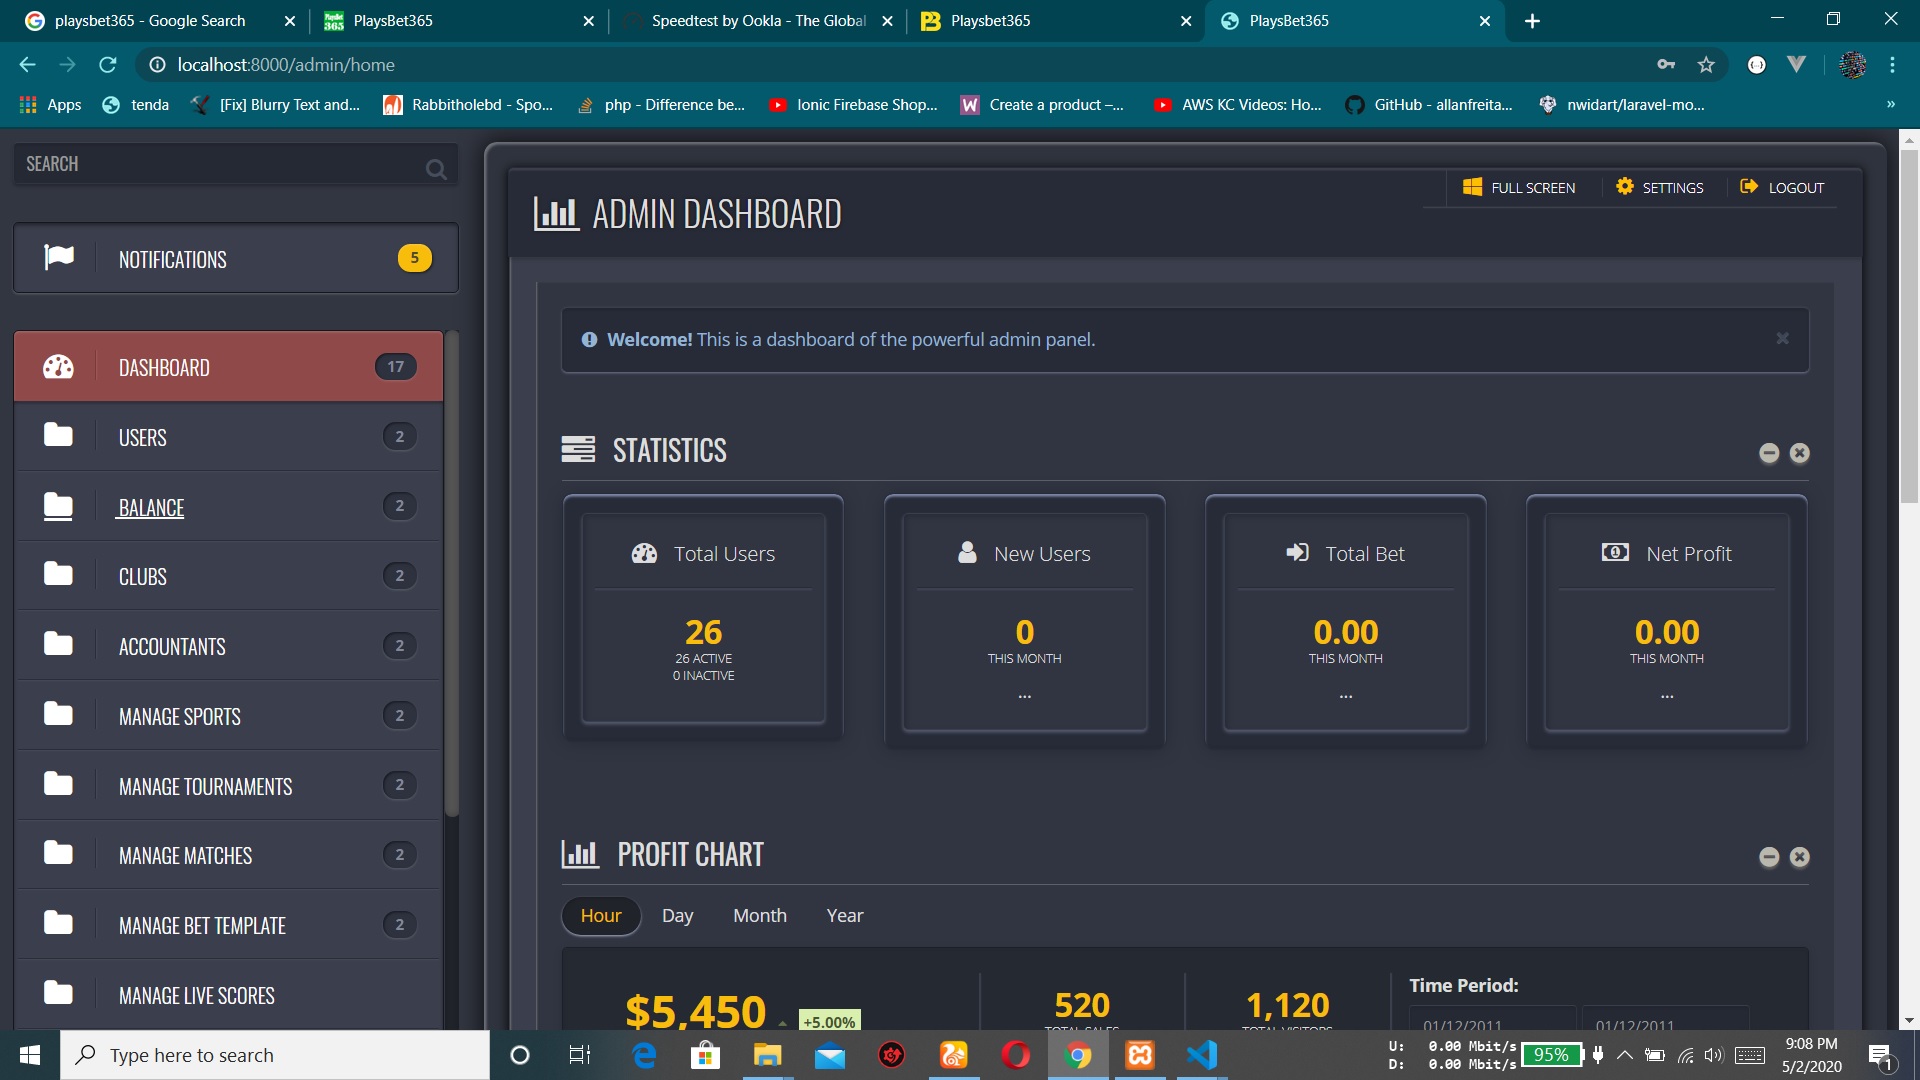 playsbet365 - Google Search
PlaysBet365
Speedtest by Ookla - The Global
Playsbet365
PlaysBet365
localhost:8000/admin/home
Apps
tenda
[Fix] Blurry Text and...
Rabbitholebd - Spo...
php - Difference be...
Ionic Firebase Shop...
Create a product –...
AWS KC Videos: Ho...
GitHub - allanfreita...
nwidart/laravel-mo...
»
SEARCH
NOTIFICATIONS 5
DASHBOARD 17
USERS 2
BALANCE 2
CLUBS 2
ACCOUNTANTS 2
MANAGE SPORTS 2
MANAGE TOURNAMENTS 2
MANAGE MATCHES 2
MANAGE BET TEMPLATE 2
MANAGE LIVE SCORES
ADMIN DASHBOARD
FULL SCREEN
SETTINGS
LOGOUT
Welcome! This is a dashboard of the powerful admin panel.
STATISTICS
Total Users
26
26 ACTIVE
0 INACTIVE
New Users
0
THIS MONTH
...
Total Bet
0.00
THIS MONTH
...
Net Profit
0.00
THIS MONTH
...
PROFIT CHART
Hour Day Month Year
$5,450 +5.00%
520
TOTAL SALES
1,120
TOTAL VISITORS
Time Period:
01/12/2011 01/12/2011
Type here to search
U: 0.00 Mbit/s
D: 0.00 Mbit/s
95%
9:08 PM
5/2/2020
1